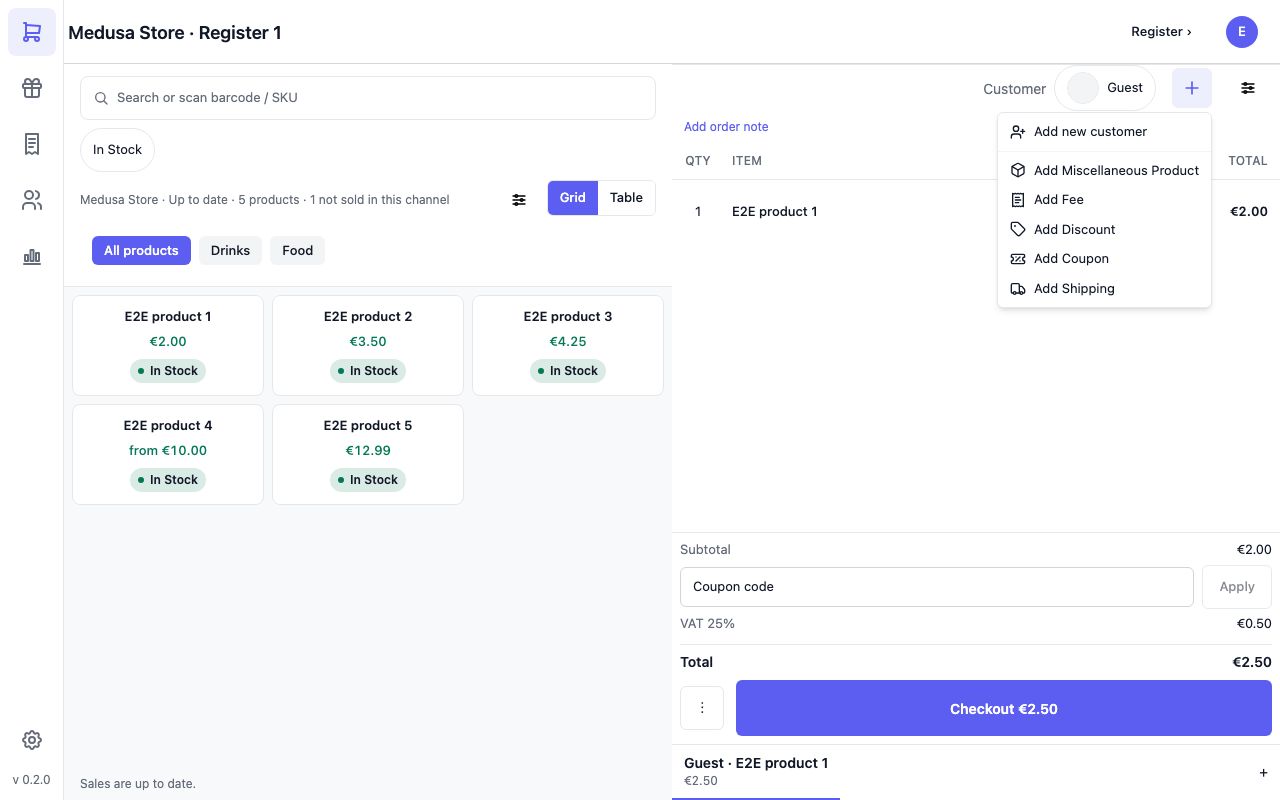 Medusa Store · Register 1
Register ›
E
Search or scan barcode / SKU
In Stock
Medusa Store · Up to date · 5 products · 1 not sold in this channel
Grid
Table
All products
Drinks
Food
E2E product 1
€2.00
In Stock
E2E product 2
€3.50
In Stock
E2E product 3
€4.25
In Stock
E2E product 4
from €10.00
In Stock
E2E product 5
€12.99
In Stock
Sales are up to date.
v 0.2.0
Customer
Guest
Add order note
Add new customer
Add Miscellaneous Product
Add Fee
Add Discount
Add Coupon
Add Shipping
QTY ITEM TOTAL
1 E2E product 1 €2.00
Subtotal €2.00
Coupon code
Apply
VAT 25% €0.50
Total €2.50
Checkout €2.50
Guest · E2E product 1
€2.50
+